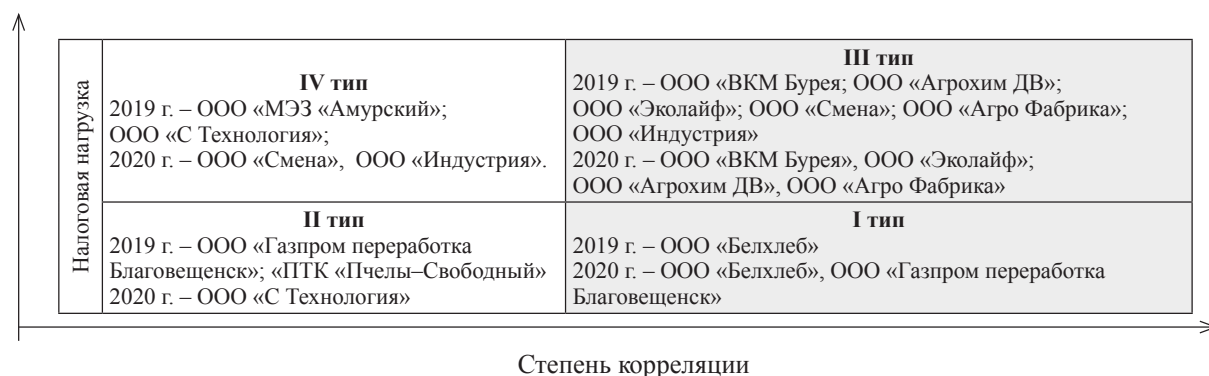 Налоговая нагрузка
IV тип
2019 г. – ООО «МЭЗ «Амурский»;
ООО «С Технология»;
2020 г. – ООО «Смена», ООО «Индустрия».
III тип
2019 г. – ООО «ВКМ Бурея; ООО «Агрохим ДВ»;
ООО «Эколайф»; ООО «Смена»; ООО «Агро Фабрика»;
ООО «Индустрия»
2020 г. – ООО «ВКМ Бурея», ООО «Эколайф»;
ООО «Агрохим ДВ», ООО «Агро Фабрика»
II тип
2019 г. – ООО «Газпром переработка
Благовещенск»; «ПТК «Пчелы–Свободный»
2020 г. – ООО «С Технология»
I тип
2019 г. – ООО «Белхлеб»
2020 г. – ООО «Белхлеб», ООО «Газпром переработка
Благовещенск»
Степень корреляции